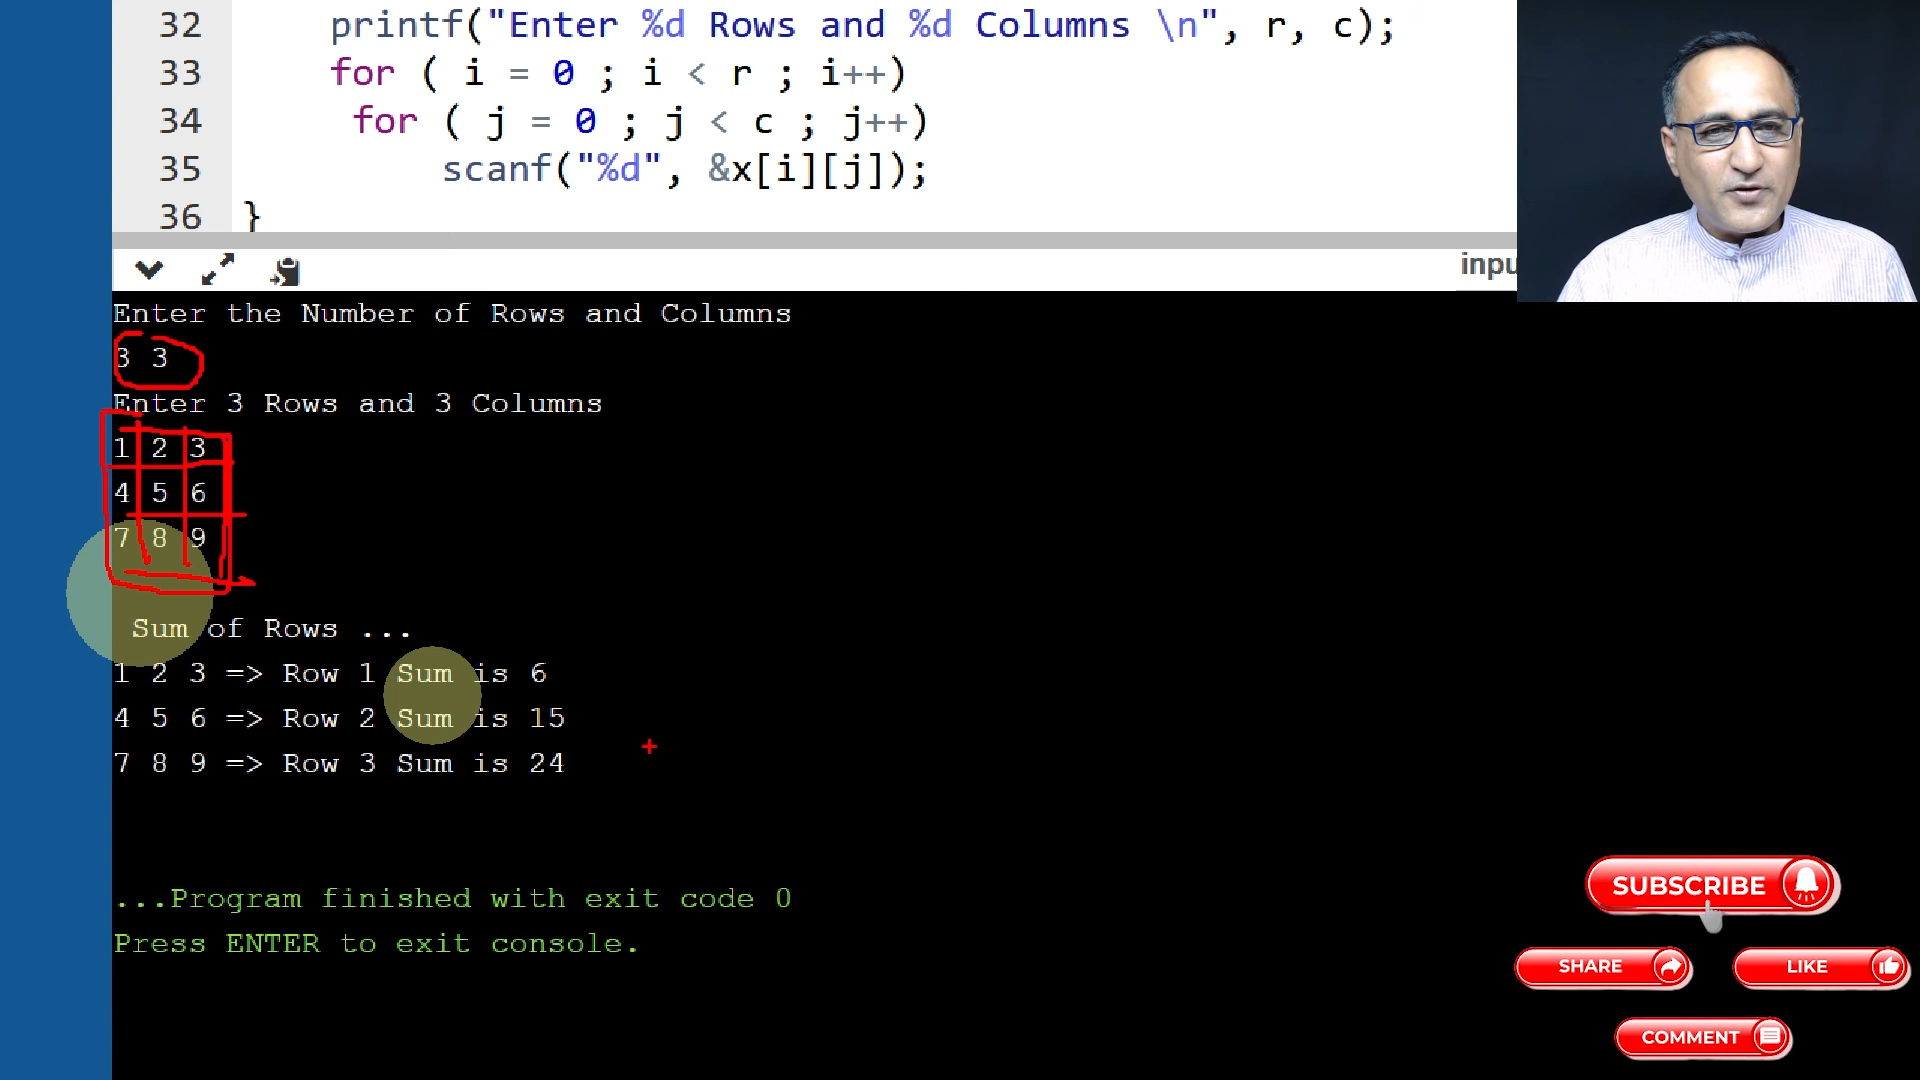 32 printf("Enter %d Rows and %d Columns \n", r, c);
33 for ( i = 0 ; i < r ; i++)
34 for ( j = 0 ; j < c ; j++)
35 scanf("%d", &x[i][j]);
36 }
inpu
Enter the Number of Rows and Columns
3 3
Enter 3 Rows and 3 Columns
1 2 3
4 5 6
7 8 9
Sum of Rows ...
1 2 3 => Row 1 Sum is 6
4 5 6 => Row 2 Sum is 15
7 8 9 => Row 3 Sum is 24
...Program finished with exit code 0
Press ENTER to exit console.
SUBSCRIBE
SHARE
LIKE
COMMENT